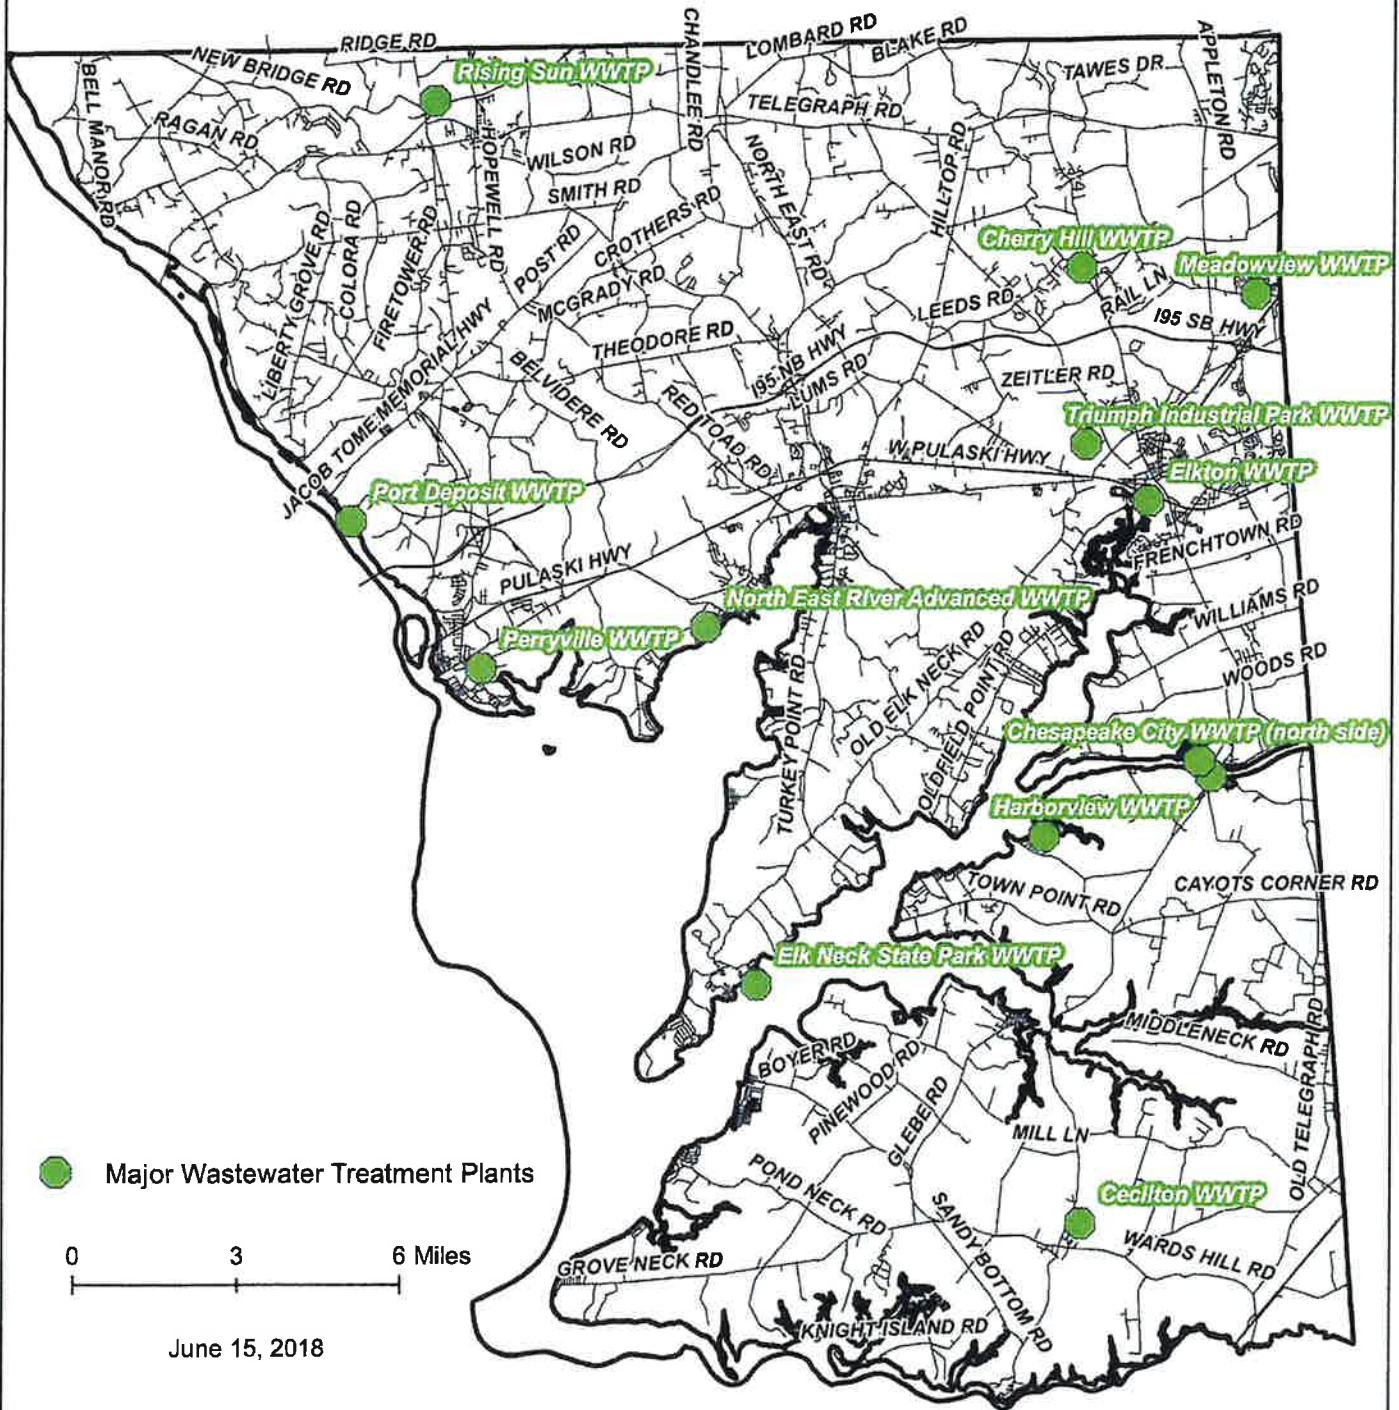 RIDGE RD
CHANDLEE RD
LOMBARD RD
BLAKE RD
APPLETON RD
NEW BRIDGE RD
Rising Sun WWTP
TAWES DR
BELL MANOR RD
RAGAN RD
TELEGRAPH RD
HOPEWELL RD
WILSON RD
NORTH EAST RD
HILLTOP RD
SMITH RD
LIBERTY GROVE RD
COLORA RD
FIRETOWER RD
POST RD
CROTHERS RD
Cherry Hill WWTP
Meadowview WWTP
MCGRADY RD
LEEDS RD
RAIL LN
I95 SB HWY
JACOB TOME MEMORIAL HWY
THEODORE RD
I95 NB HWY
LUMS RD
BELVIDERE RD
RED TOAD RD
ZEITLER RD
Triumph Industrial Park WWTP
W PULASKI HWY
Elkton WWTP
Port Deposit WWTP
FRENCHTOWN RD
PULASKI HWY
North East River Advanced WWTP
WILLIAMS RD
Perryville WWTP
TURKEY POINT RD
OLD ELK NECK RD
OLDFIELD POINT RD
WOODS RD
Chesapeake City WWTP (north side)
Harborview WWTP
TOWN POINT RD
CAYOTS CORNER RD
Elk Neck State Park WWTP
MIDDLENECK RD
OLD TELEGRAPH RD
BOYER RD
PINEWOOD RD
GLEBE RD
MILL LN
Major Wastewater Treatment Plants
POND NECK RD
SANDY BOTTOM RD
Cecilton WWTP
WARDS HILL RD
0 3 6 Miles
GROVE NECK RD
KNIGHT ISLAND RD
June 15, 2018